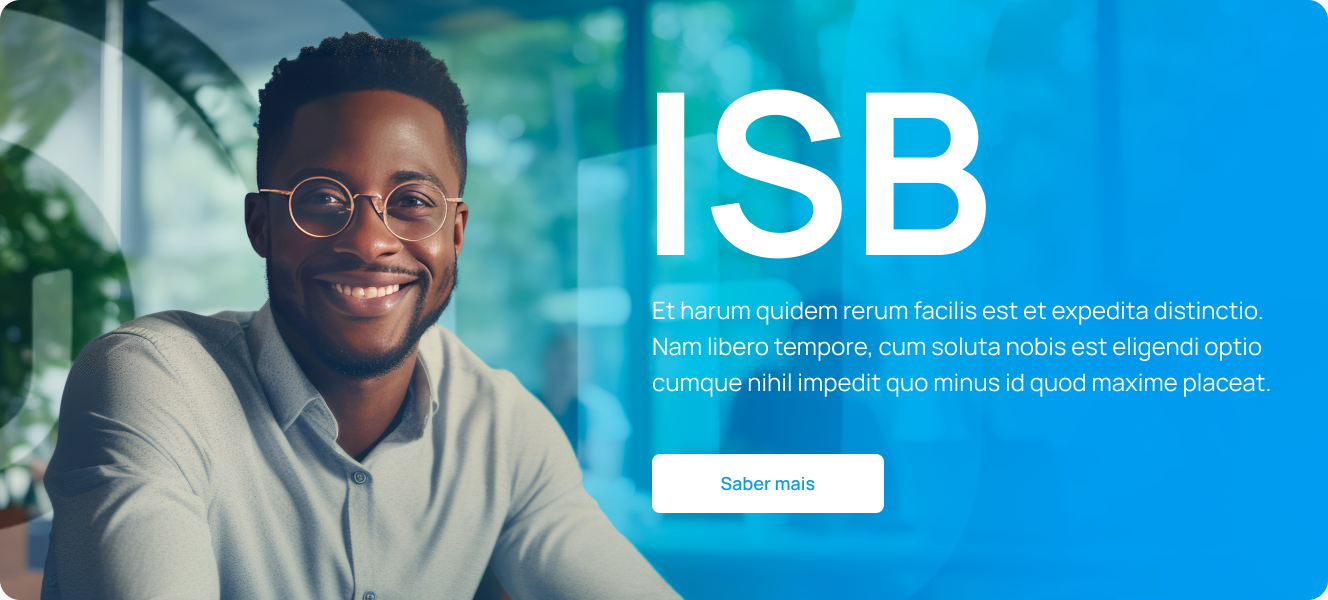 ISB
Et harum quidem rerum facilis est et expedita distinctio.
Nam libero tempore, cum soluta nobis est eligendi optio
cumque nihil impedit quo minus id quod maxime placeat.
Saber mais